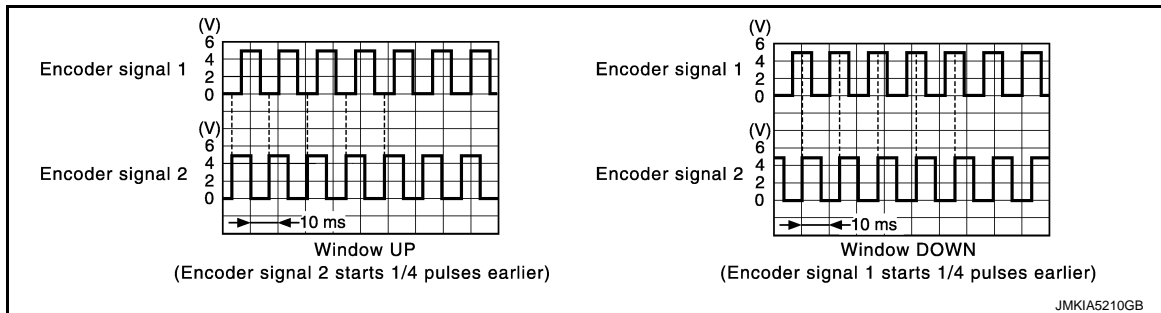 (V)
6
4
2
0
Encoder signal 1
(V)
6
4
2
0
Encoder signal 2
10 ms
Window UP
(Encoder signal 2 starts 1/4 pulses earlier)
(V)
6
4
2
0
Encoder signal 1
(V)
6
4
2
0
Encoder signal 2
10 ms
Window DOWN
(Encoder signal 1 starts 1/4 pulses earlier)
JMKIA5210GB